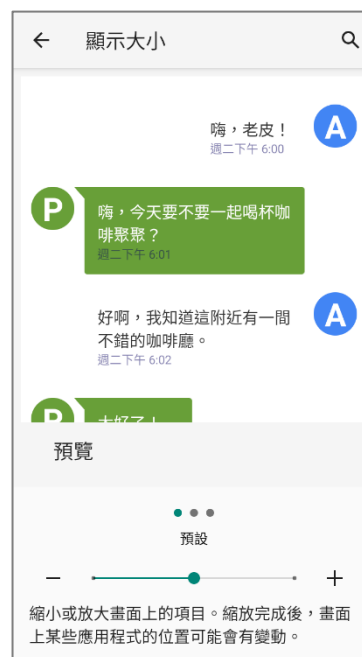 顯示大小
嗨，老皮！
A
週二下午 6:00
P
嗨，今天要不要一起喝杯咖
啡聚聚？
週二下午 6:01
A
好啊，我知道這附近有一間
不錯的咖啡廳。
週二下午 6:02
P
太好了！
預覽
預設
縮小或放大畫面上的項目。縮放完成後，畫面
上某些應用程式的位置可能會有變動。